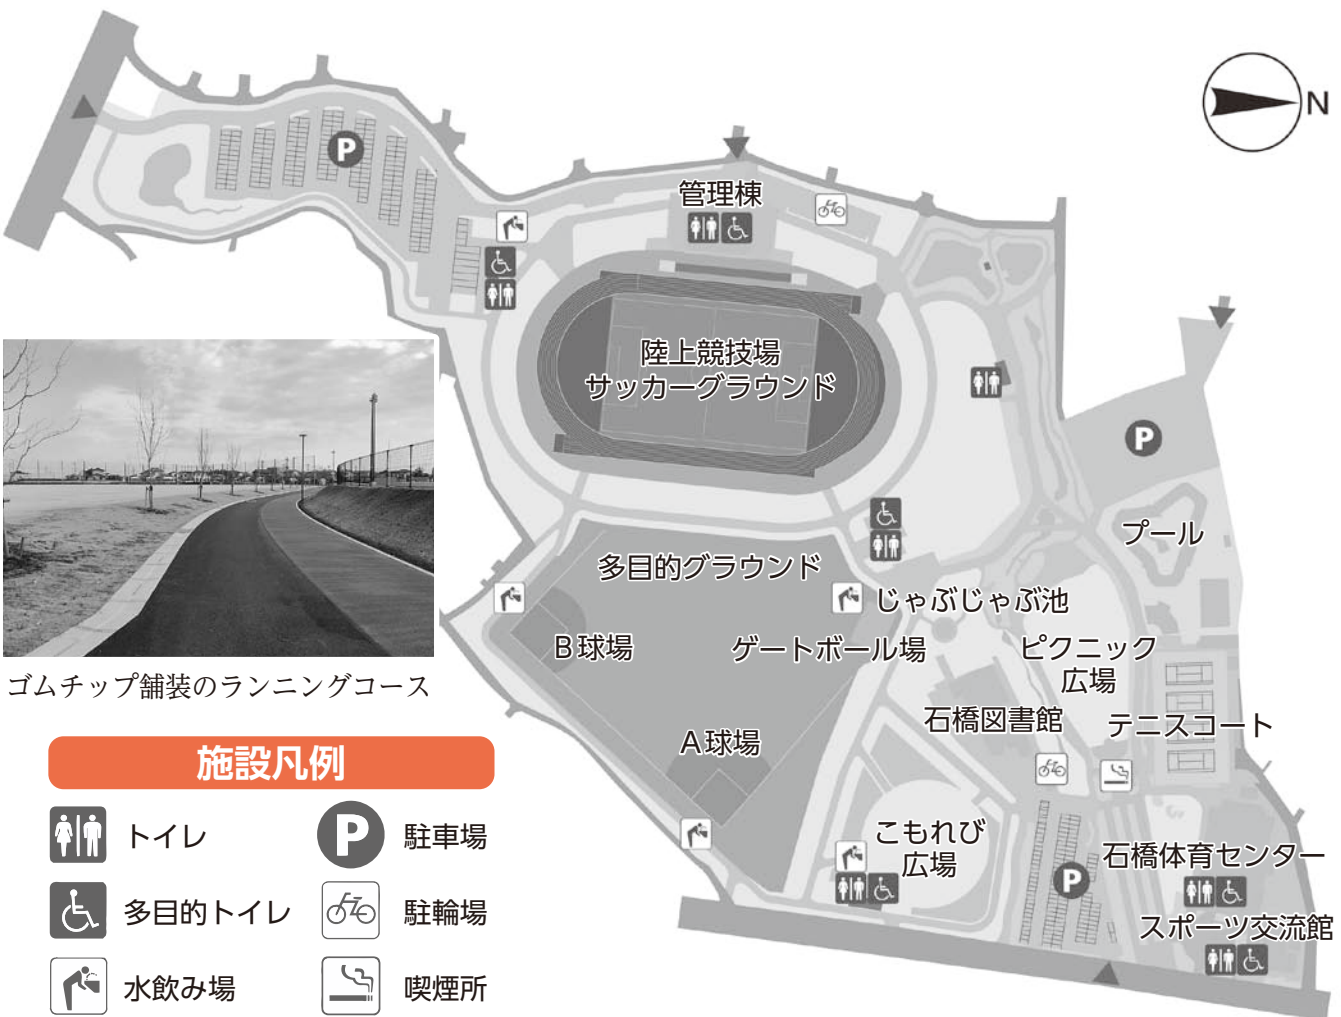 N
P
管理棟
陸上競技場
サッカーグラウンド
P
プール
多目的グラウンド
じゃぶじゃぶ池
B球場
ゲートボール場
ピクニック
広場
石橋図書館
テニスコート
A球場
こもれび
広場
P
石橋体育センター
スポーツ交流館
ゴムチップ舗装のランニングコース
施設凡例
トイレ
P 駐車場
多目的トイレ
駐輪場
水飲み場
喫煙所